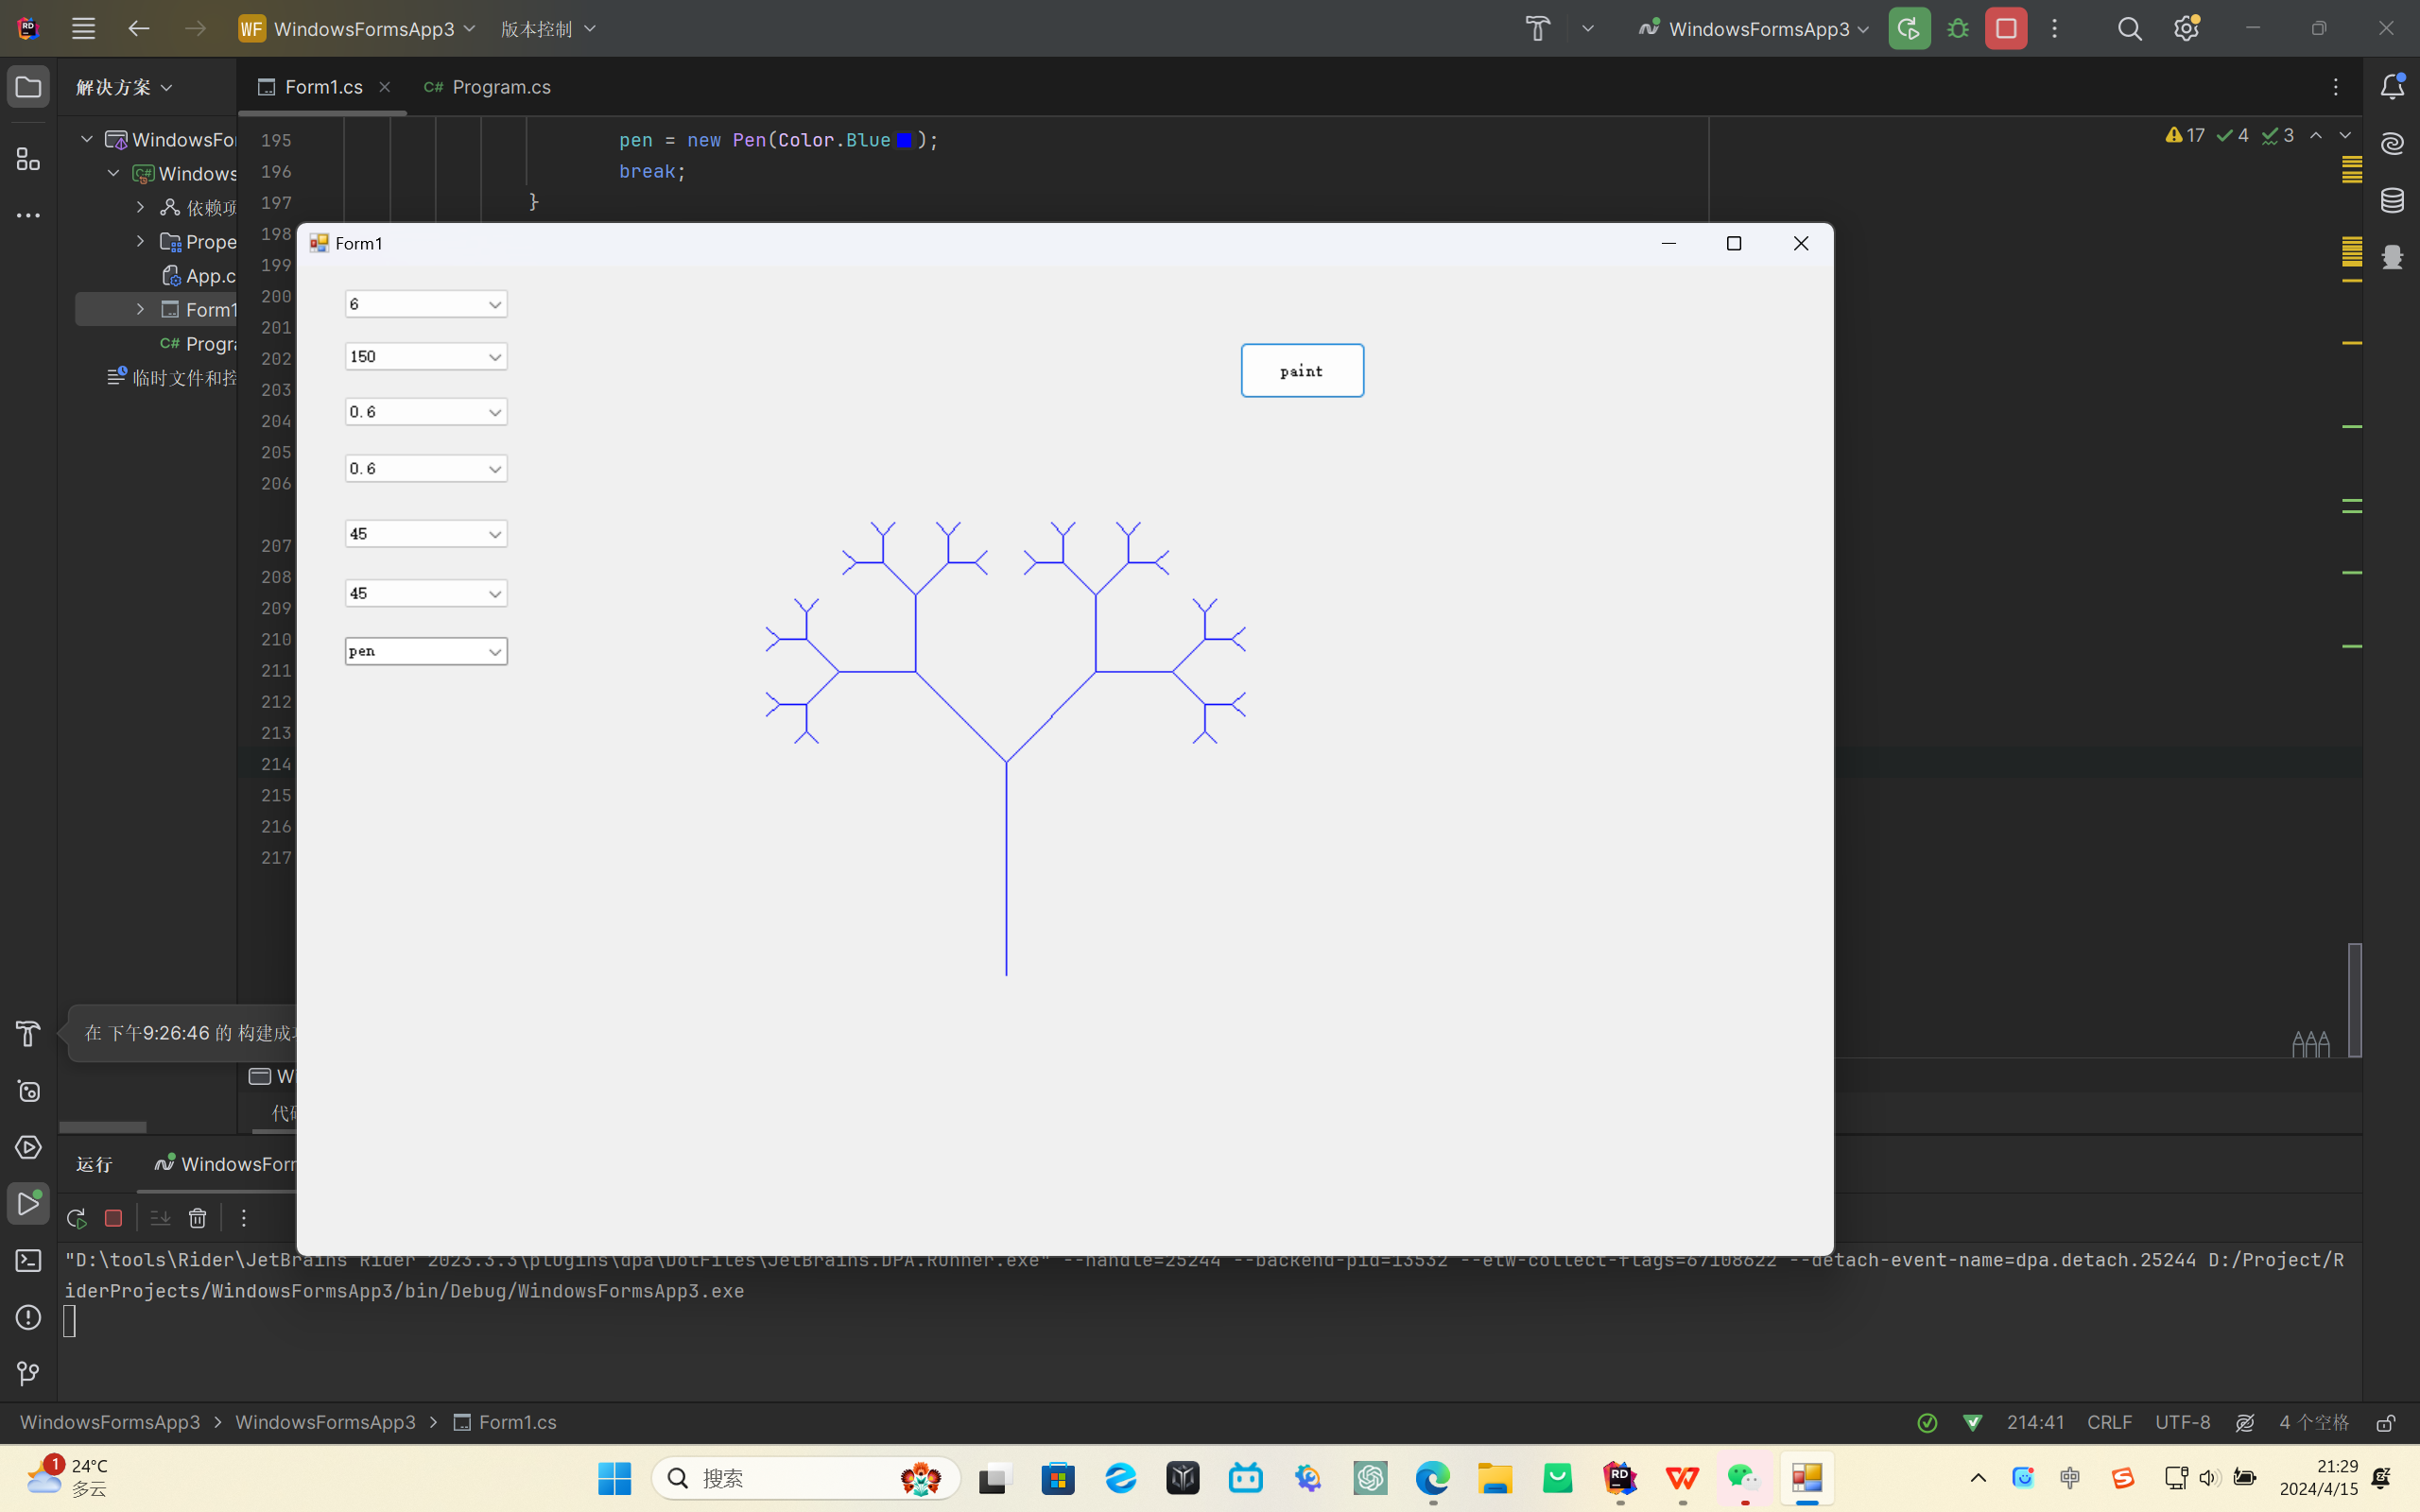 WF WindowsFormsApp3 版本控制 WindowsFormsApp3
解决方案
Form1.cs
C# Program.cs
WindowsFor
Windows
依赖项
Prope
App.c
Form1
C# Progra
临时文件和控
17 4 3
195 pen = new Pen(Color.Blue);
196 break;
197 }
198
199
200
201
202
203
204
205
206
207
208
209
210
211
212
213
214
215
216
217
Form1
6
150
0.6
0.6
45
45
pen
paint
在 下午9:26:46 的 构建成
Wi
代码
运行 WindowsForm
"D:\tools\Rider\JetBrains Rider 2023.3.3\plugins\dpa\DotFiles\JetBrains.DPA.Runner.exe" --handle=25244 --backend-pid=13532 --etw-collect-flags=67108622 --detach-event-name=dpa.detach.25244 D:/Project/R
iderProjects/WindowsFormsApp3/bin/Debug/WindowsFormsApp3.exe
WindowsFormsApp3 > WindowsFormsApp3 > Form1.cs
214:41 CRLF UTF-8 4 个空格
1
24°C
多云
搜索
RD
中
21:29
2024/4/15